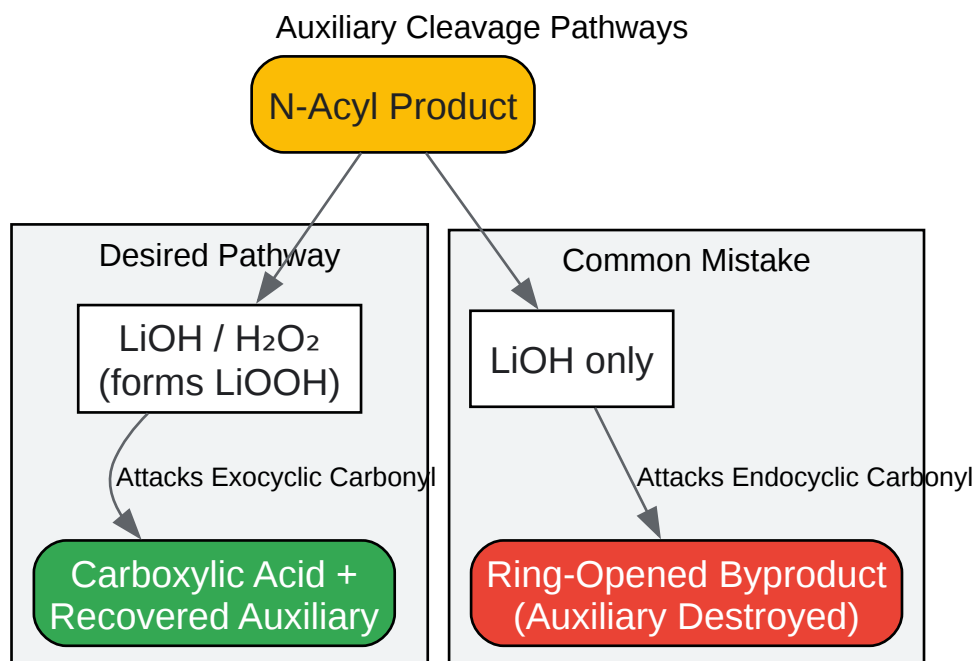 Auxiliary Cleavage Pathways
N-Acyl Product
Desired Pathway
LiOH / H₂O₂
(forms LiOOH)
Attacks Exocyclic Carbonyl
Carboxylic Acid +
Recovered Auxiliary
Common Mistake
LiOH only
Attacks Endocyclic Carbonyl
Ring-Opened Byproduct
(Auxiliary Destroyed)